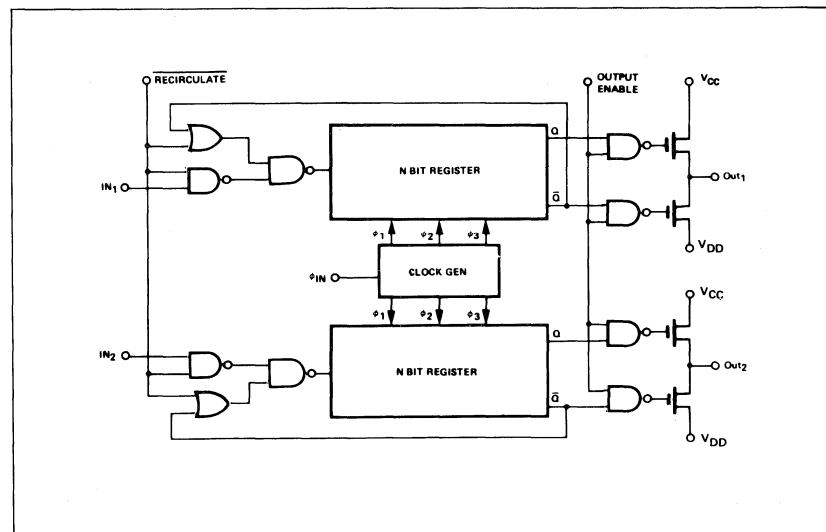 RECIRCULATE
OUTPUT
ENABLE
VCC
Q
N BIT REGISTER
IN1
Out1
Q̅
ϕ1 ϕ2 ϕ3
VDD
ϕIN
CLOCK GEN
VCC
ϕ1 ϕ2 ϕ3
Q
IN2
Out2
N BIT REGISTER
Q̅
VDD